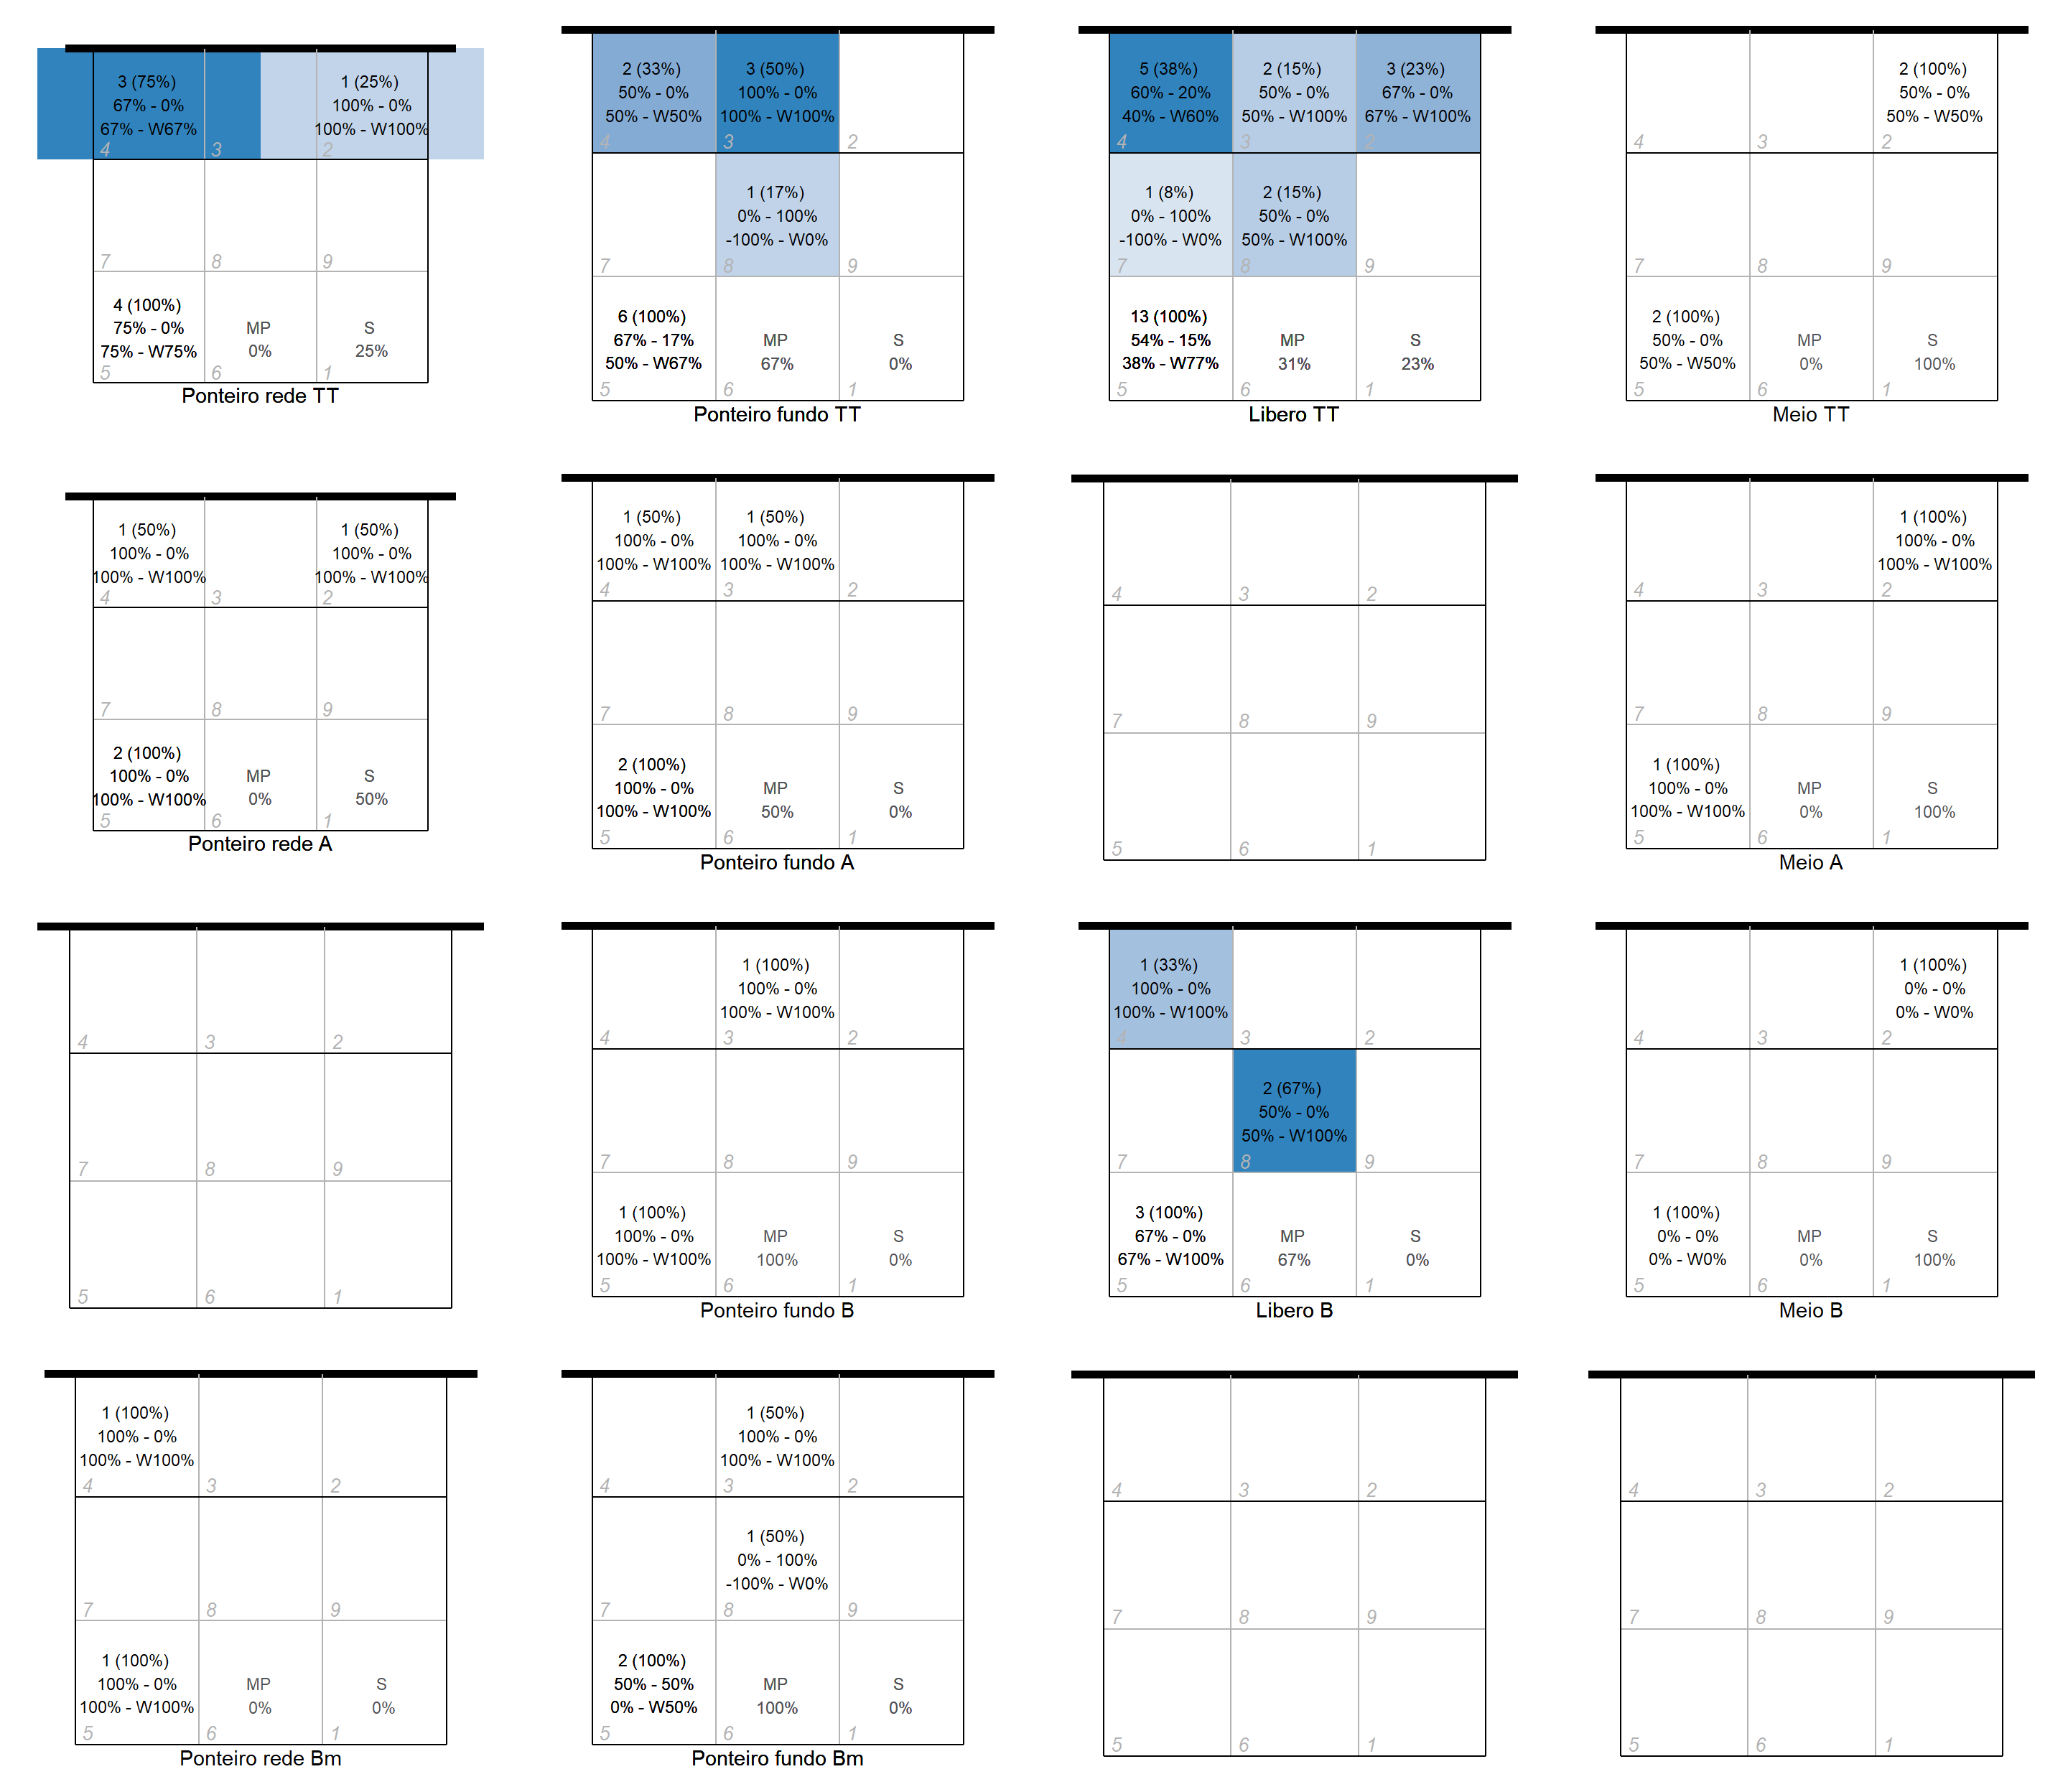 3 (75%)
67% - 0%
67% - W67%
4
3
1 (25%)
100% - 0%
100% - W100%
2
7
8
9
4 (100%)
75% - 0%
75% - W75%
5
MP
0%
6
S
25%
1
Ponteiro rede TT
2 (33%)
50% - 0%
50% - W50%
4
3 (50%)
100% - 0%
100% - W100%
3
2
7
1 (17%)
0% - 100%
-100% - W0%
8
9
6 (100%)
67% - 17%
50% - W67%
5
MP
67%
6
S
0%
1
Ponteiro fundo TT
5 (38%)
60% - 20%
40% - W60%
4
2 (15%)
50% - 0%
50% - W100%
3
3 (23%)
67% - 0%
67% - W100%
2
1 (8%)
0% - 100%
-100% - W0%
7
2 (15%)
50% - 0%
50% - W100%
8
9
13 (100%)
54% - 15%
38% - W77%
5
MP
31%
6
S
23%
1
Libero TT
4
3
2 (100%)
50% - 0%
50% - W50%
2
7
8
9
2 (100%)
50% - 0%
50% - W50%
5
MP
0%
6
S
100%
1
Meio TT
1 (50%)
100% - 0%
100% - W100%
4
3
1 (50%)
100% - 0%
100% - W100%
2
7
8
9
2 (100%)
100% - 0%
100% - W100%
5
MP
0%
6
S
50%
1
Ponteiro rede A
1 (50%)
100% - 0%
100% - W100%
4
1 (50%)
100% - 0%
100% - W100%
3
2
7
8
9
2 (100%)
100% - 0%
100% - W100%
5
MP
50%
6
S
0%
1
Ponteiro fundo A
4
3
2
7
8
9
5
6
1
4
3
1 (100%)
100% - 0%
100% - W100%
2
7
8
9
1 (100%)
100% - 0%
100% - W100%
5
MP
0%
6
S
100%
1
Meio A
4
3
2
7
8
9
5
6
1
4
1 (100%)
100% - 0%
100% - W100%
3
2
7
8
9
1 (100%)
100% - 0%
100% - W100%
5
MP
100%
6
S
0%
1
Ponteiro fundo B
1 (33%)
100% - 0%
100% - W100%
4
3
2
7
2 (67%)
50% - 0%
50% - W100%
8
9
3 (100%)
67% - 0%
67% - W100%
5
MP
67%
6
S
0%
1
Libero B
4
3
1 (100%)
0% - 0%
0% - W0%
2
7
8
9
1 (100%)
0% - 0%
0% - W0%
5
MP
0%
6
S
100%
1
Meio B
1 (100%)
100% - 0%
100% - W100%
4
3
2
7
8
9
1 (100%)
100% - 0%
100% - W100%
5
MP
0%
6
S
0%
1
Ponteiro rede Bm
4
1 (50%)
100% - 0%
100% - W100%
3
2
7
1 (50%)
0% - 100%
-100% - W0%
8
9
2 (100%)
50% - 50%
0% - W50%
5
MP
100%
6
S
0%
1
Ponteiro fundo Bm
4
3
2
7
8
9
5
6
1
4
3
2
7
8
9
5
6
1